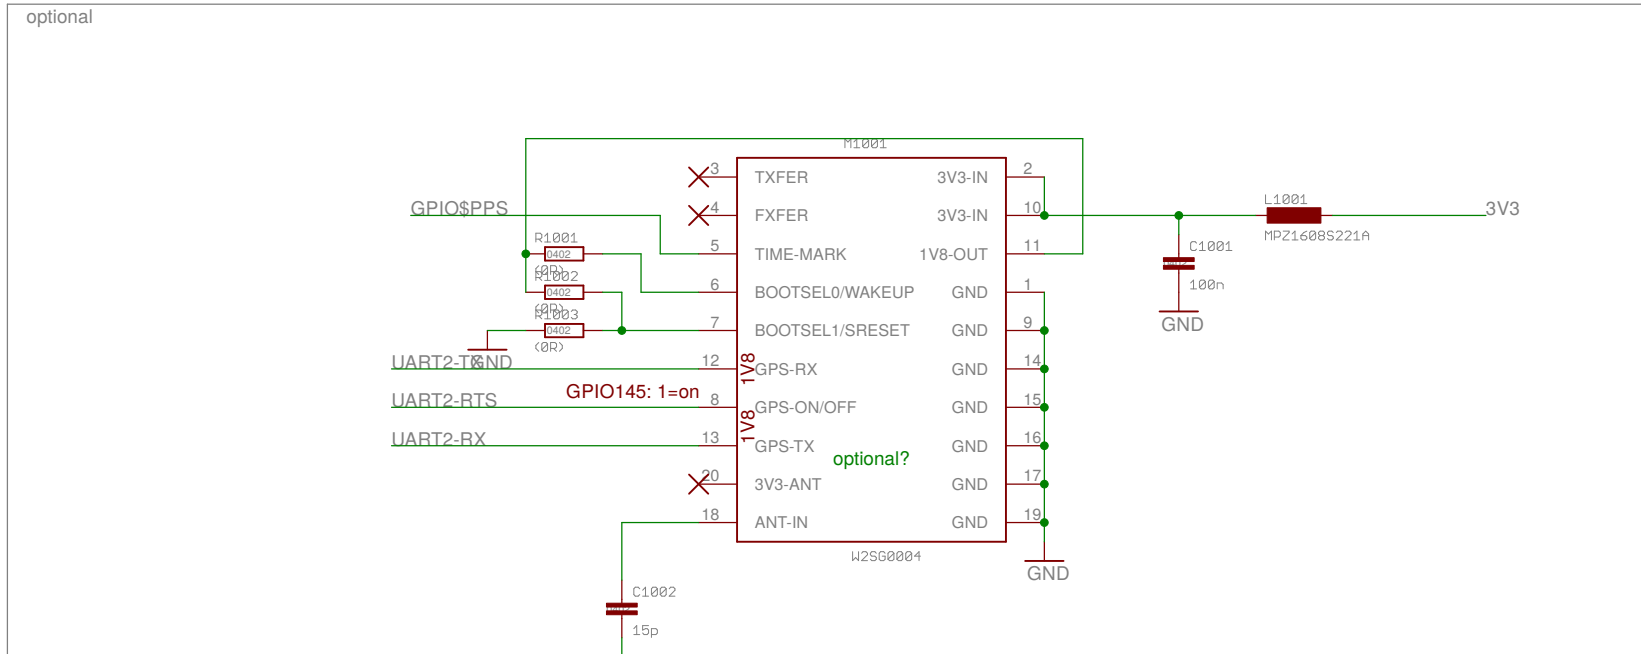 optional
M1001
3 TXFER 3V3-IN 2
GPIO$PPS 4 FXFER 3V3-IN 10 L1001 3V3
MPZ1608S221A
R1001
0402 5 TIME-MARK 1V8-OUT 11 C1001
(0R)
0402
100n
R1002
0402 6 BOOTSEL0/WAKEUP GND 1
(0R)
GND
R1003
0402 7 BOOTSEL1/SRESET GND 9
(0R)
GND
UART2-TX 12 1V8 GPS-RX GND 14
GPIO145: 1=on
UART2-RTS 8 GPS-ON/OFF GND 15
UART2-RX 13 1V8 GPS-TX GND 16
optional?
20 3V3-ANT GND 17
18 ANT-IN GND 19
W2SG0004
GND
C1002
15p